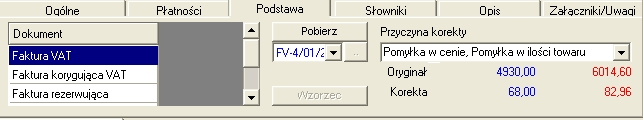 Ogólne Płatności Podstawa Słowniki Opis Załączniki/Uwagi
Dokument
Faktura VAT
Faktura korygująca VAT
Faktura rezerwująca
Pobierz
FV-4/01/2
...
Wzorzec
Przyczyna korekty
Pomyłka w cenie, Pomyłka w ilości towaru
Oryginał 4930,00 6014,60
Korekta 68,00 82,96